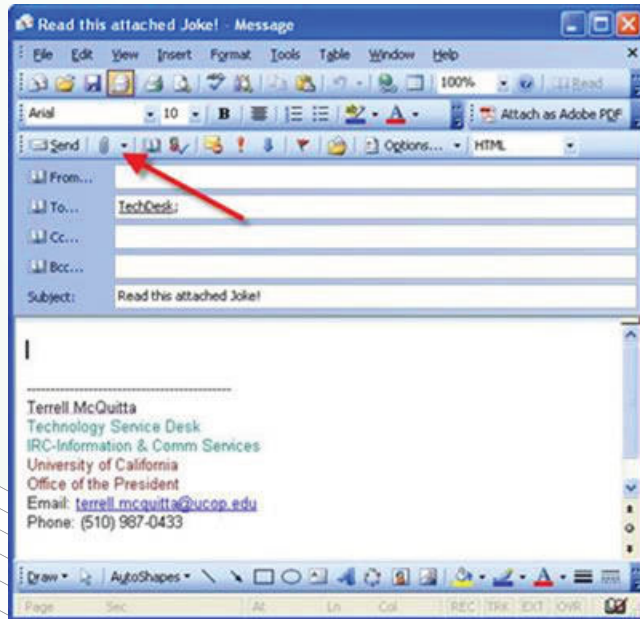 Read this attached Joke! - Message
File Edit View Insert Format Tools Table Window Help
100% Read
Arial 10 B A Attach as Adobe PDF
Send Options... HTML
From...
To... TechDesk;
Cc...
Bcc...
Subject: Read this attached Joke!
Terrell McQuitta
Technology Service Desk
IRC-Information & Comm Services
University of California
Office of the President
Email: terrell.mcquitta@ucop.edu
Phone: (510) 987-0433
Draw AutoShapes A
Page Sec At Ln Col REC TRK EXT OVR